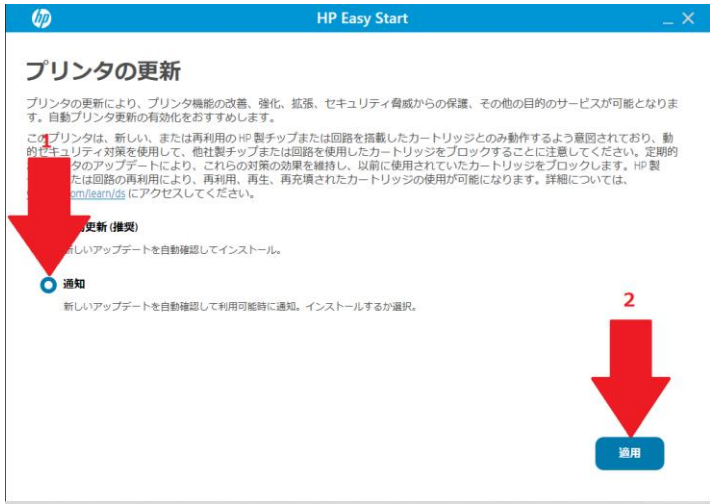 hp
HP Easy Start
プリンタの更新
プリンタの更新により、プリンタ機能の改善、強化、拡張、セキュリティ脅威からの保護、その他の目的のサービスが可能となりま
す。自動プリンタ更新の有効化をおすすめします。
このプリンタは、新しい、または再利用の HP 製チップまたは回路を搭載したカートリッジとのみ動作するよう意図されており、動
的セキュリティ対策を使用して、他社製チップまたは回路を使用したカートリッジをブロックすることに注意してください。定期的
タのアップデートにより、これらの対策の効果を維持し、以前に使用されていたカートリッジをブロックします。HP 製
たは回路の再利用により、再利用、再生、再充填されたカートリッジの使用が可能になります。詳細については、
om/learn/ds にアクセスしてください。
1
更新 (推奨)
しいアップデートを自動確認してインストール。
通知
新しいアップデートを自動確認して利用可能時に通知。インストールするか選択。
2
適用